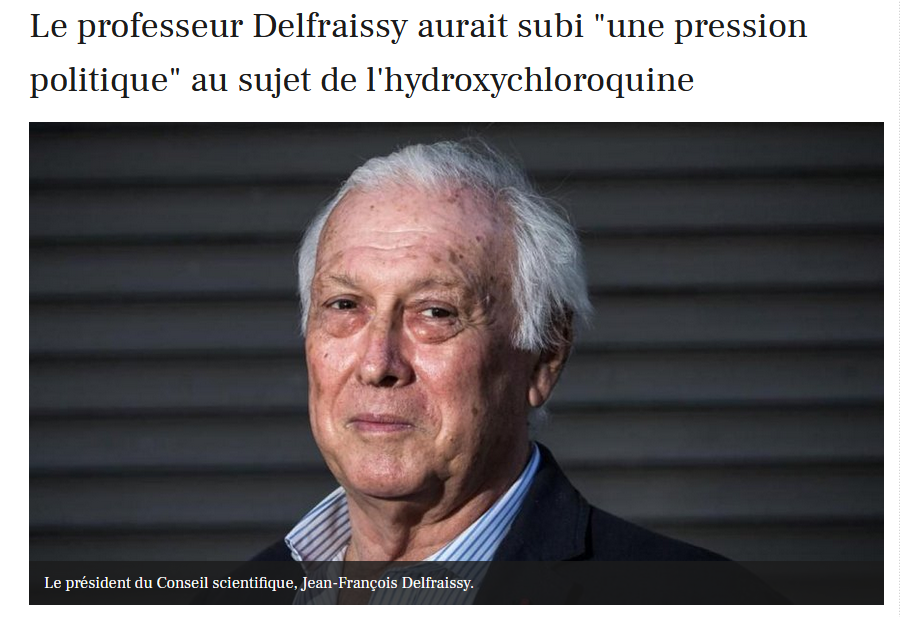 Le professeur Delfraissy aurait subi "une pression
politique" au sujet de l'hydroxychloroquine
Le président du Conseil scientifique, Jean-François Delfraissy.